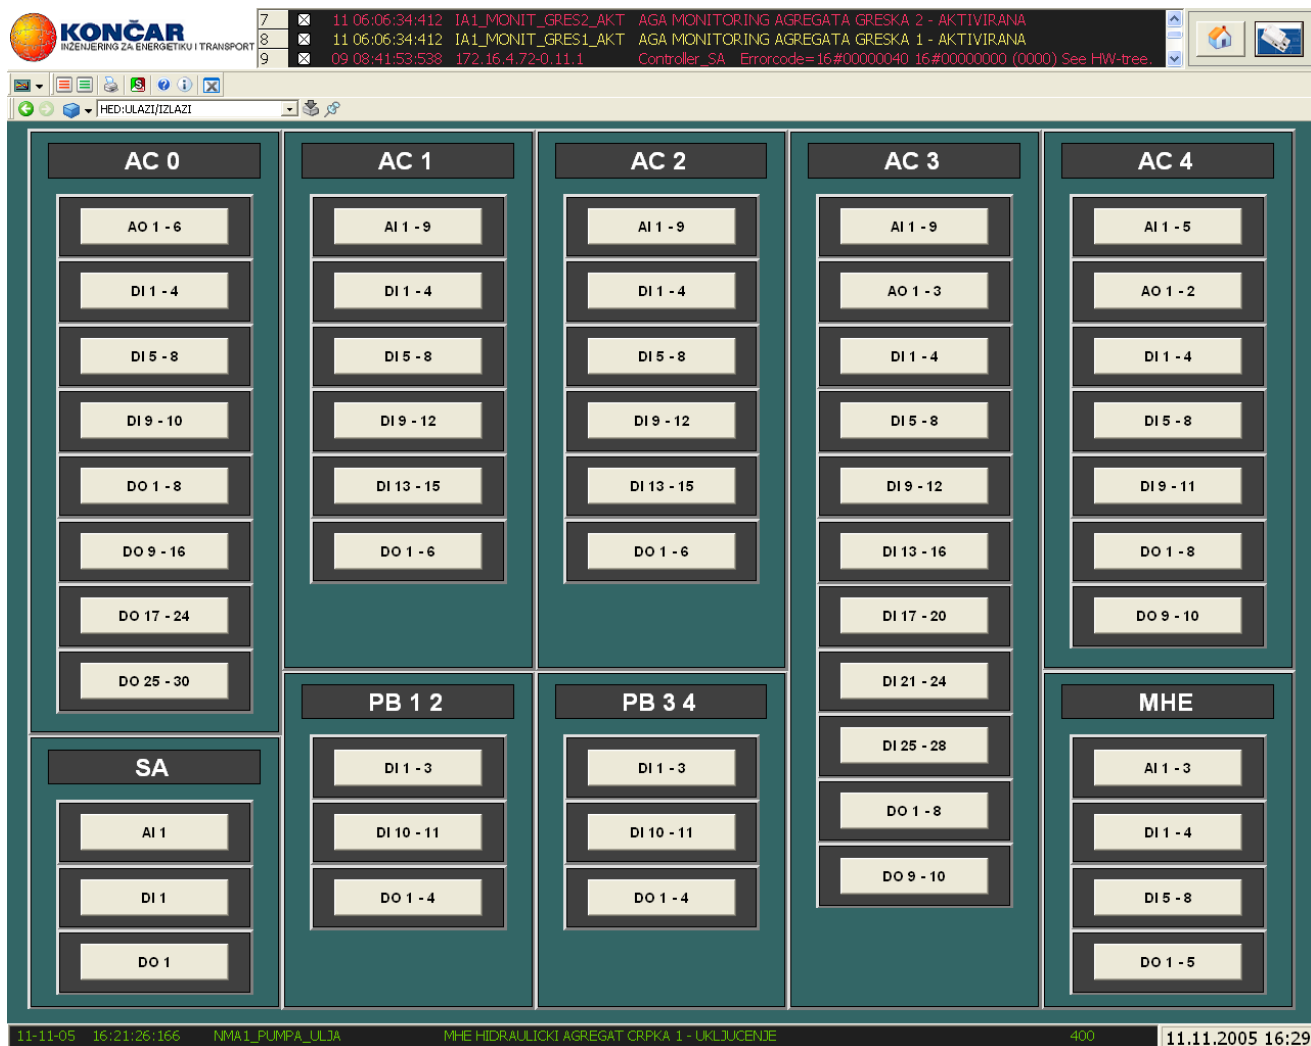 KONČAR
INŽENJERING ZA ENERGETIKU I TRANSPORT
7 11 06:06:34:412 IA1_MONIT_GRES2_AKT AGA MONITORING AGREGATA GRESKA 2 - AKTIVIRANA
8 11 06:06:34:412 IA1_MONIT_GRES1_AKT AGA MONITORING AGREGATA GRESKA 1 - AKTIVIRANA
9 09 08:41:53:538 172.16.4.72-0.11.1 Controller_SA Errorcode=16#00000040 16#00000000 (0000) See HW-tree.
HED:ULAZI/IZLAZI
AC 0
AO 1 - 6
DI 1 - 4
DI 5 - 8
DI 9 - 10
DO 1 - 8
DO 9 - 16
DO 17 - 24
DO 25 - 30
SA
AI 1
DI 1
DO 1
AC 1
AI 1 - 9
DI 1 - 4
DI 5 - 8
DI 9 - 12
DI 13 - 15
DO 1 - 6
PB 1 2
DI 1 - 3
DI 10 - 11
DO 1 - 4
AC 2
AI 1 - 9
DI 1 - 4
DI 5 - 8
DI 9 - 12
DI 13 - 15
DO 1 - 6
PB 3 4
DI 1 - 3
DI 10 - 11
DO 1 - 4
AC 3
AI 1 - 9
AO 1 - 3
DI 1 - 4
DI 5 - 8
DI 9 - 12
DI 13 - 16
DI 17 - 20
DI 21 - 24
DI 25 - 28
DO 1 - 8
DO 9 - 10
AC 4
AI 1 - 5
AO 1 - 2
DI 1 - 4
DI 5 - 8
DI 9 - 11
DO 1 - 8
DO 9 - 10
MHE
AI 1 - 3
DI 1 - 4
DI 5 - 8
DO 1 - 5
11-11-05 16:21:26:166 NMA1_PUMPA_ULJA MHE HIDRAULICKI AGREGAT CRPKA 1 - UKLJUCENJE 400
11.11.2005 16:29